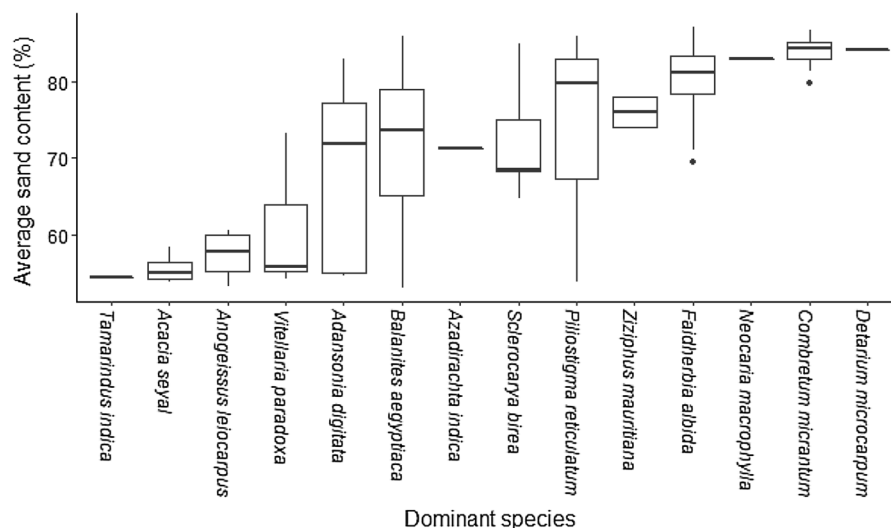 Average sand content (%)
80
70
60
Tamarindus indica
Acacia seyal
Anogeissus leiocarpus
Vitellaria paradoxa
Adansonia digitata
Balanites aegyptiaca
Azadirachta indica
Sclerocarya birea
Piliostigma reticulatum
Ziziphus mauritiana
Faidherbia albida
Neocaria macrophylla
Combretum micrantum
Detarium microcarpum
Dominant species